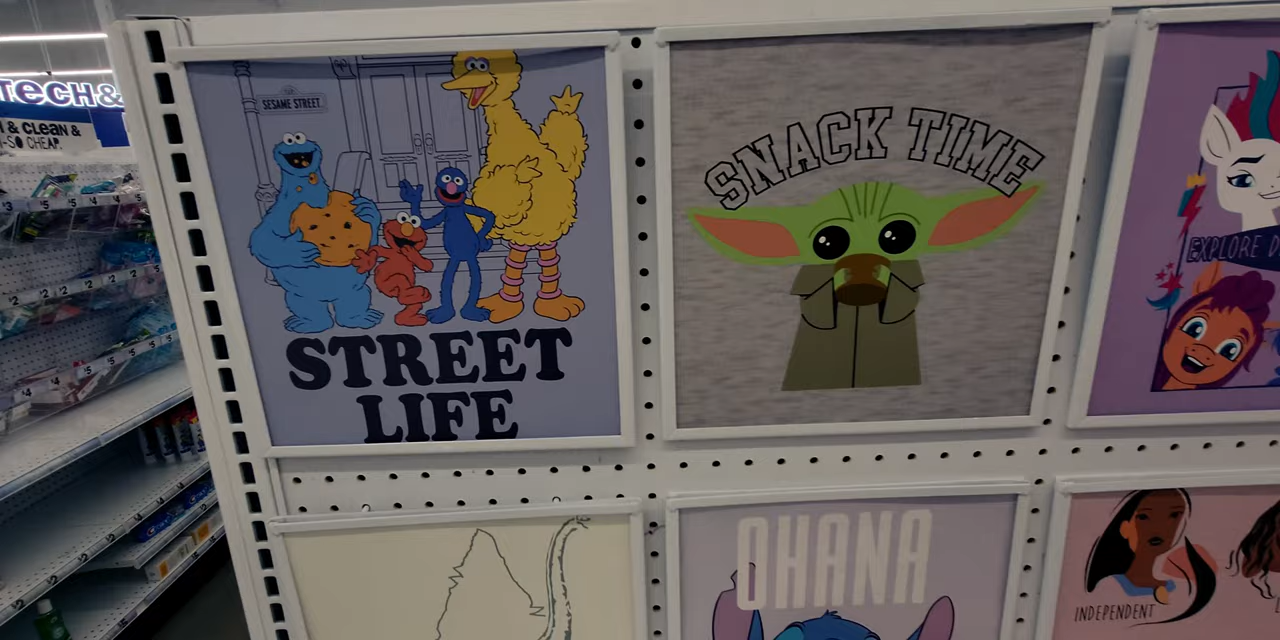 TECH &
& CLEAN &
-SO CHEAP.
SESAME STREET
STREET
LIFE
SNACK TIME
EXPLORE
OHANA
INDEPENDENT